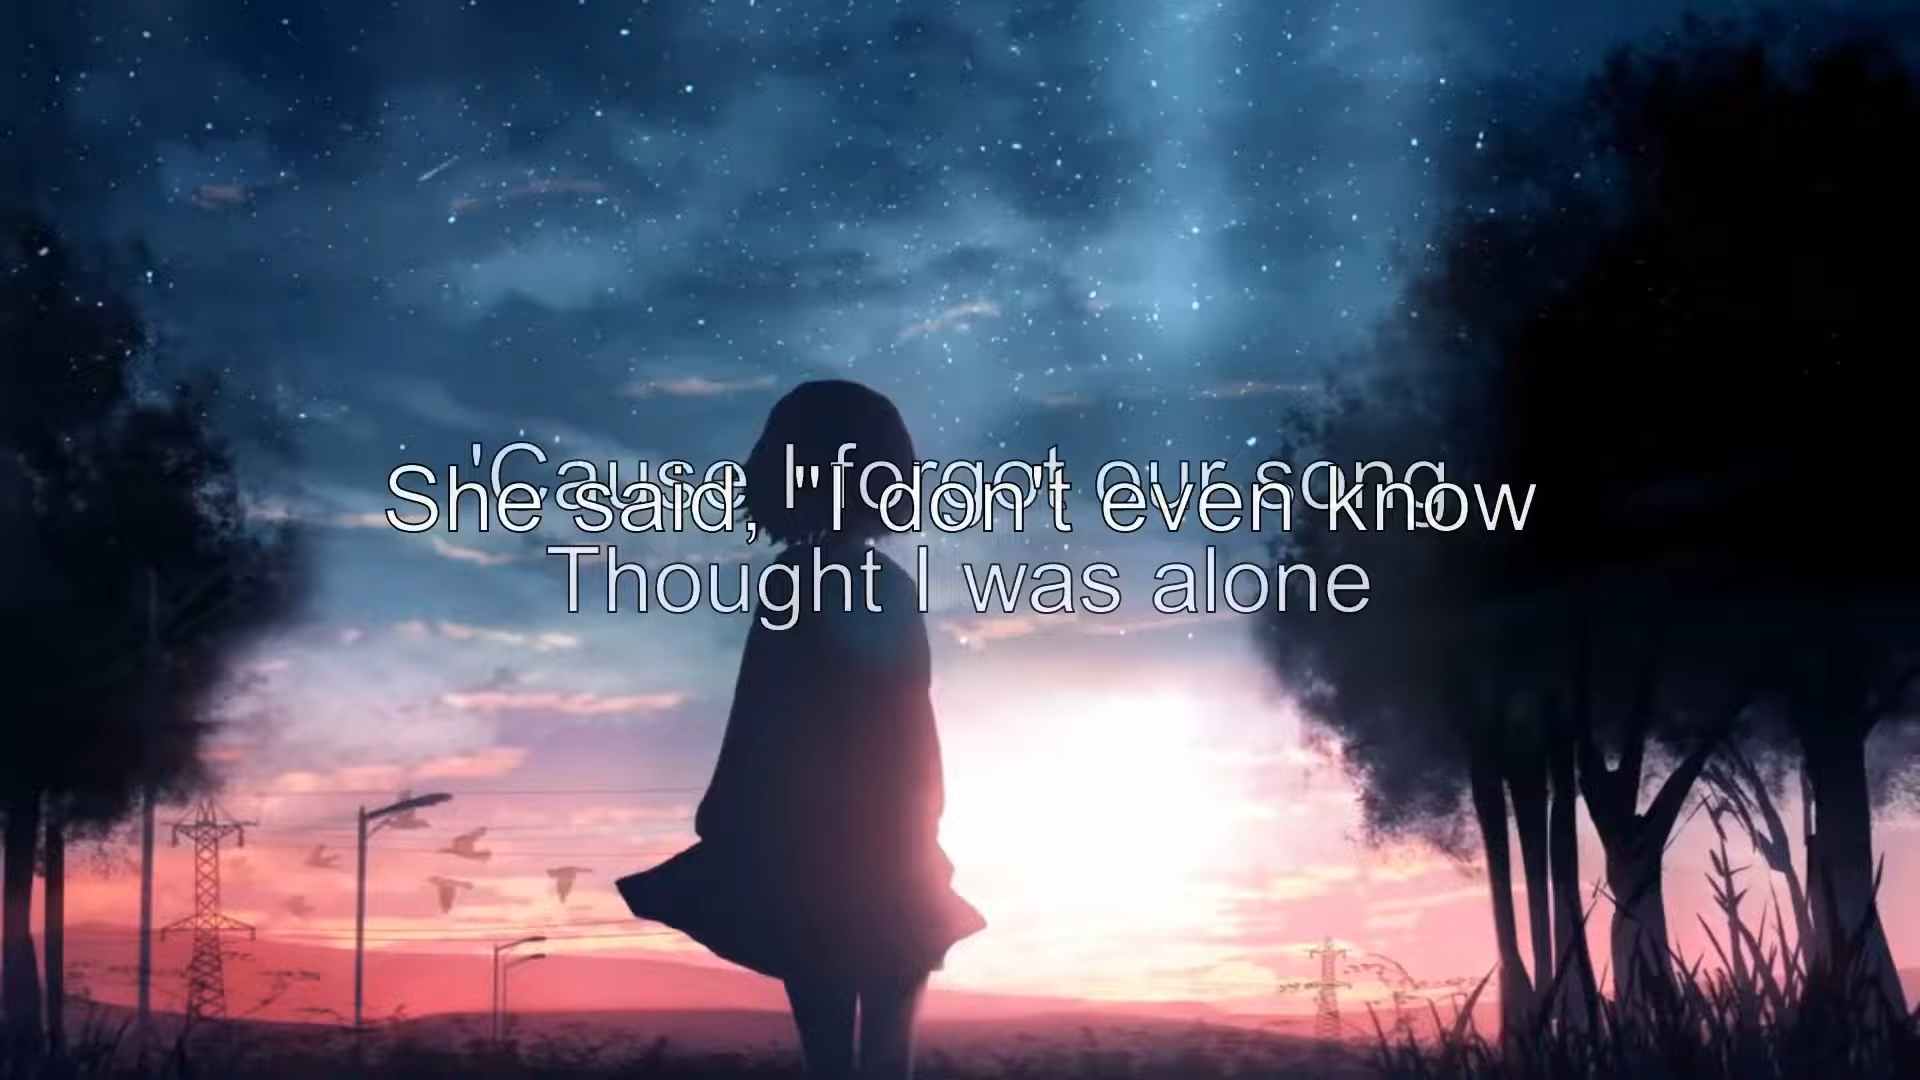 'Cause I forgot our song
She said, "I don't even know
Thought I was alone